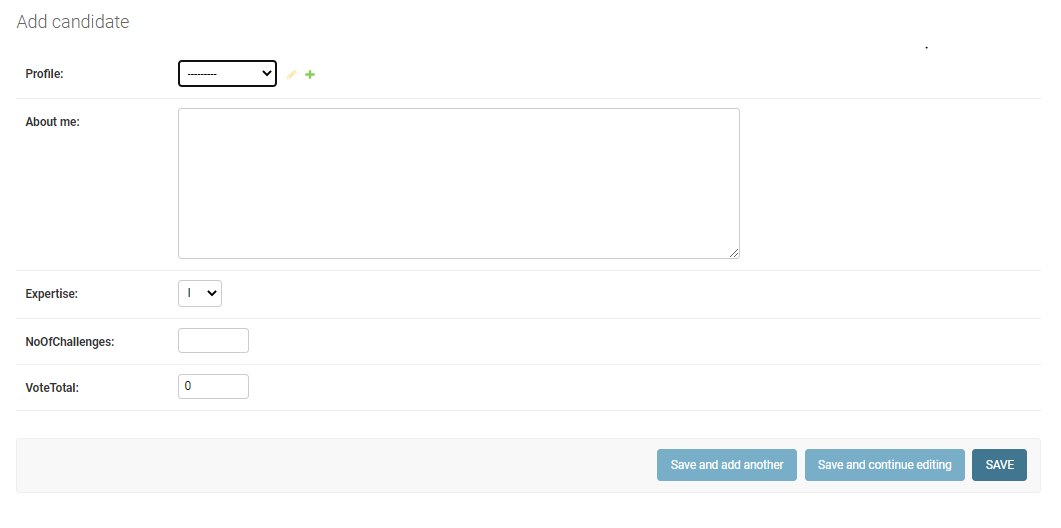 Add candidate
Profile: ---------
About me:
Expertise: I
NoOfChallenges:
VoteTotal: 0
Save and add another Save and continue editing SAVE